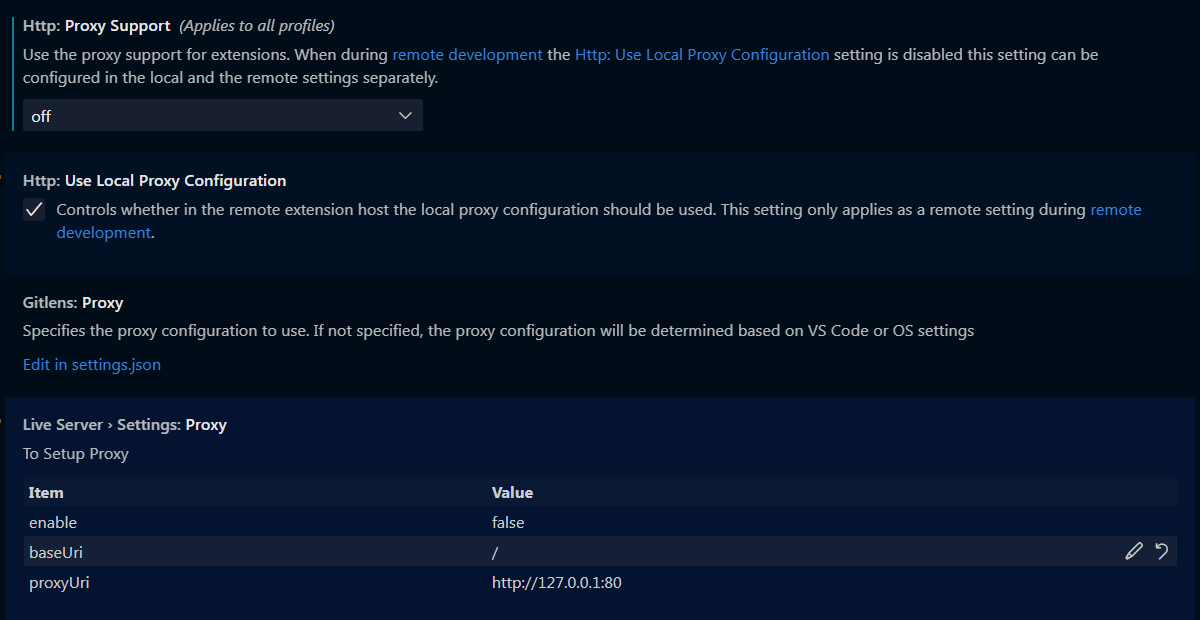 Http: Proxy Support (Applies to all profiles)
Use the proxy support for extensions. When during remote development the Http: Use Local Proxy Configuration setting is disabled this setting can be
configured in the local and the remote settings separately.
off
Http: Use Local Proxy Configuration
Controls whether in the remote extension host the local proxy configuration should be used. This setting only applies as a remote setting during remote
development.
Gitlens: Proxy
Specifies the proxy configuration to use. If not specified, the proxy configuration will be determined based on VS Code or OS settings
Edit in settings.json
Live Server › Settings: Proxy
To Setup Proxy
Item Value
enable false
baseUri /
proxyUri http://127.0.0.1:80